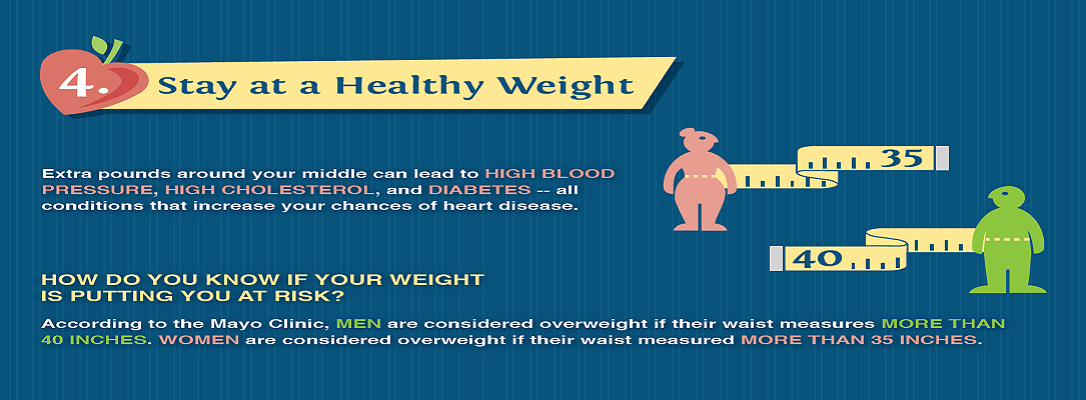 4. Stay at a Healthy Weight
35
Extra pounds around your middle can lead to HIGH BLOOD
PRESSURE, HIGH CHOLESTEROL, and DIABETES -- all
conditions that increase your chances of heart disease.
40
HOW DO YOU KNOW IF YOUR WEIGHT
IS PUTTING YOU AT RISK?
According to the Mayo Clinic, MEN are considered overweight if their waist measures MORE THAN
40 INCHES. WOMEN are considered overweight if their waist measured MORE THAN 35 INCHES.